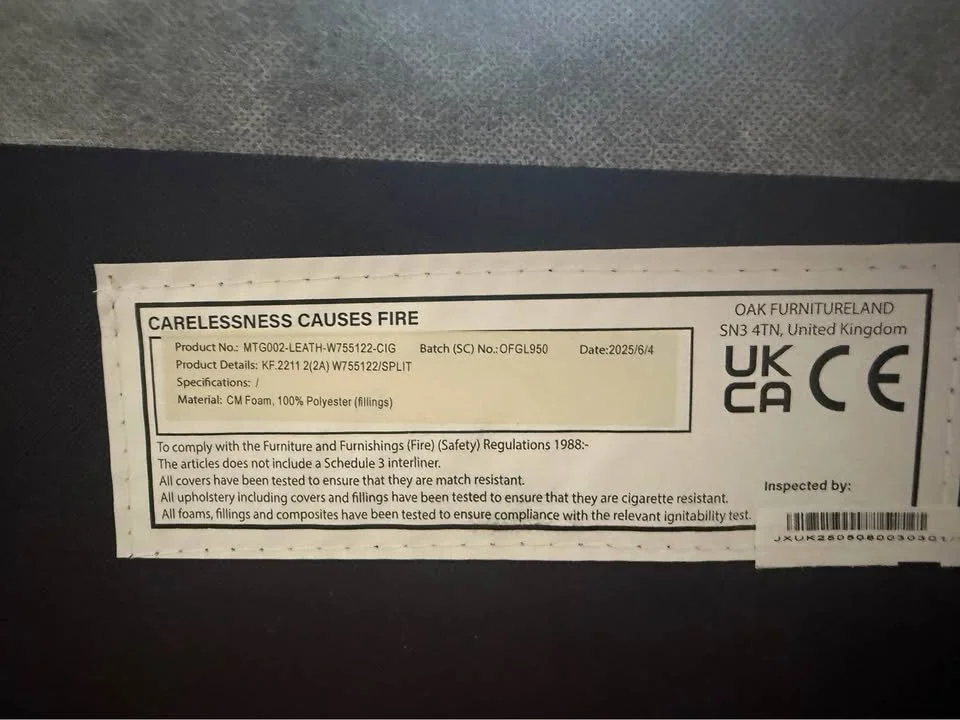 CARELESSNESS CAUSES FIRE
Product No.: MTG002-LEATH-W755122-CIG Batch (SC) No.:OFGL950 Date:2025/6/4
Product Details: KF.2211 2(2A) W755122/SPLIT
Specifications: /
Material: CM Foam, 100% Polyester (fillings)
To comply with the Furniture and Furnishings (Fire) (Safety) Regulations 1988:-
The articles does not include a Schedule 3 interliner.
All covers have been tested to ensure that they are match resistant.
All upholstery including covers and fillings have been tested to ensure that they are cigarette resistant.
All foams, fillings and composites have been tested to ensure compliance with the relevant ignitability test.
OAK FURNITURELAND
SN3 4TN, United Kingdom
UK CE
CA
Inspected by: